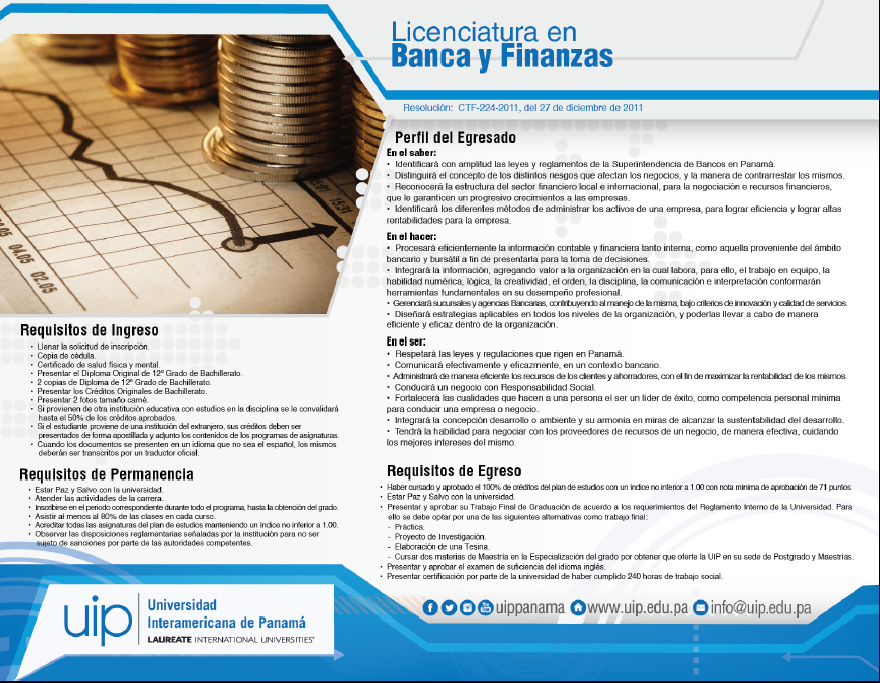 Licenciatura en
Banca y Finanzas
Resolución: CTF-224-2011, del 27 de diciembre de 2011
Perfil del Egresado
En el saber:
• Identificará con amplitud las leyes y reglamentos de la Superintendencia de Bancos en Panamá.
• Distinguirá el concepto de los distintos riesgos que afectan los negocios, y la manera de contrarrestar los mismos.
• Reconocerá la estructura del sector financiero local e internacional, para la negociación e recursos financieros,
que le garanticen un progresivo crecimientos a las empresas.
• Identificará los diferentes métodos de administrar los activos de una empresa, para lograr eficiencia y lograr altas
rentabilidades para la empresa.
En el hacer:
• Procesará eficientemente la información contable y financiera tanto interna, como aquella proveniente del ámbito
bancario y bursátil a fin de presentarla para la toma de decisiones.
• Integrará la información, agregando valor a la organización en la cual labora, para ello, el trabajo en equipo, la
habilidad numérica, lógica, la creatividad, el orden, la disciplina, la comunicación e interpretación conformarán
herramientas fundamentales en su desempeño profesional.
• Gerenciará sucursales y agencias Bancarias, contribuyendo al manejo de la misma, bajo criterios de innovación y calidad de servicios.
• Diseñará estrategias aplicables en todos los niveles de la organización, y poderlas llevar a cabo de manera
eficiente y eficaz dentro de la organización.
En el ser:
• Respetará las leyes y regulaciones que rigen en Panamá.
• Comunicará efectivamente y eficazmente, en un contexto bancario.
• Administrará de manera eficiente los recursos de los clientes y ahorradores, con el fin de maximizar la rentabilidad de los mismos.
• Conducirá un negocio con Responsabilidad Social.
• Fortalecerá las cualidades que hacen a una persona el ser un líder de éxito, como competencia personal mínima
para conducir una empresa o negocio.
• Integrará la concepción desarrollo o ambiente y su armonía en miras de alcanzar la sustentabilidad del desarrollo.
• Tendrá la habilidad para negociar con los proveedores de recursos de un negocio, de manera efectiva, cuidando
los mejores intereses del mismo.
Requisitos de Egreso
• Haber cursado y aprobado el 100% de créditos del plan de estudios con un índice no inferior a 1.00 con nota mínima de aprobación de 71 puntos.
• Estar Paz y Salvo con la universidad.
• Presentar y aprobar su Trabajo Final de Graduación de acuerdo a los requerimientos del Reglamento Interno de la Universidad. Para
ello se debe optar por una de las siguientes alternativas como trabajo final:
- Práctica.
- Proyecto de Investigación.
- Elaboración de una Tesina.
- Cursar dos materias de Maestría en la Especialización del grado por obtener que oferte la UIP en su sede de Postgrado y Maestrías.
• Presentar y aprobar el examen de suficiencia del idioma inglés.
• Presentar certificación por parte de la universidad de haber cumplido 240 horas de trabajo social.
Requisitos de Ingreso
• Llenar la solicitud de inscripción.
• Copia de cédula.
• Certificado de salud física y mental.
• Presentar el Diploma Original de 12º Grado de Bachillerato.
• 2 copias de Diploma de 12º Grado de Bachillerato.
• Presentar los Créditos Originales de Bachillerato.
• Presentar 2 fotos tamaño carné.
• Si provienen de otra institución educativa con estudios en la disciplina se le convalidará
hasta el 50% de los créditos aprobados.
• Si el estudiante proviene de una institución del extranjero, sus créditos deben ser
presentados de forma apostillada y adjunto los contenidos de los programas de asignaturas.
• Cuando los documentos se presenten en un idioma que no sea el español, los mismos
deberán ser transcritos por un traductor oficial.
Requisitos de Permanencia
• Estar Paz y Salvo con la universidad.
• Atender las actividades de la carrera.
• Inscribirse en el periodo correspondiente durante todo el programa, hasta la obtención del grado.
• Asistir al menos al 80% de las clases en cada curso.
• Acreditar todas las asignaturas del plan de estudios manteniendo un índice no inferior a 1.00.
• Observar las disposiciones reglamentarias señaladas por la institución para no ser
sujeto de sanciones por parte de las autoridades competentes.
uip
Universidad
Interamericana de Panamá
LAUREATE INTERNATIONAL UNIVERSITIES
uippanama www.uip.edu.pa info@uip.edu.pa
04.05
02.05